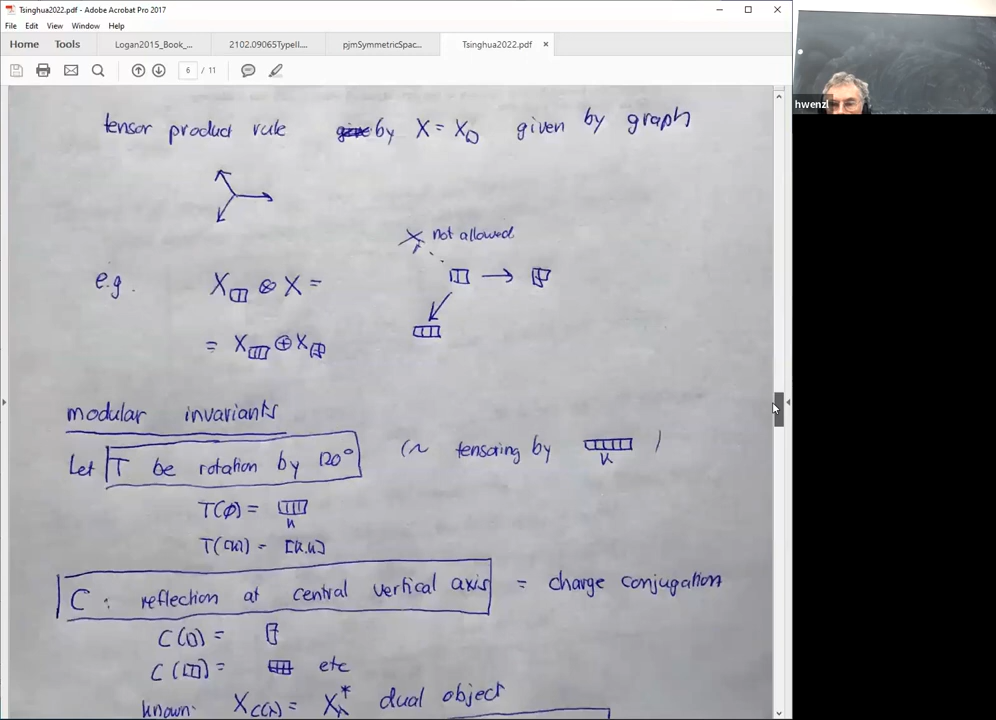 Tsinghua2022.pdf - Adobe Acrobat Pro 2017
File Edit View Window Help
Home Tools Logan2015_Book_... 2102.09065TypeII.... pjmSymmetricSpac... Tsinghua2022.pdf ×
6 / 11
hwenzl
tensor product rule by X = X□ given by graph
not allowed
e.g. X ⊗ X =
= X ⊕ X
modular invariants
Let T be rotation by 120° (~ tensoring by k )
T(φ) =
k
T([k]) = [k,k]
C : reflection at central vertical axis = charge conjugation
C(□) =
C(□□) = etc
known: X_C(λ) = X_λ^* dual object